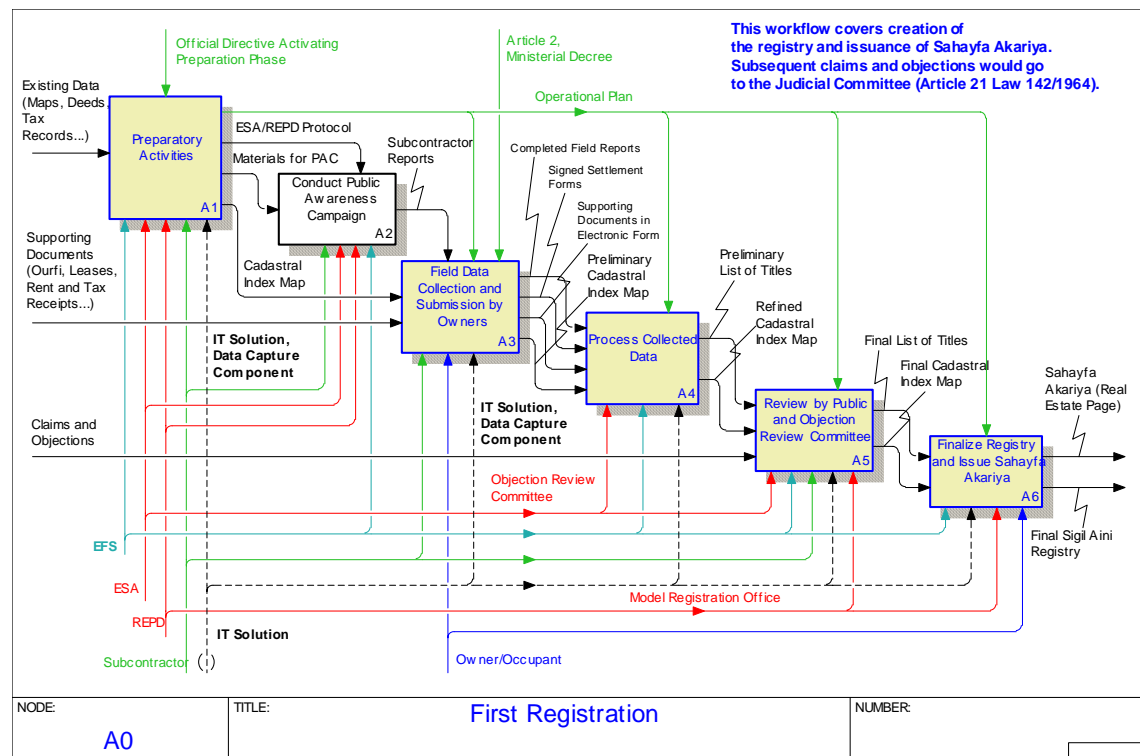 This workflow covers creation of
the registry and issuance of Sahayfa Akariya.
Subsequent claims and objections would go
to the Judicial Committee (Article 21 Law 142/1964).
Official Directive Activating
Preparation Phase
Article 2,
Ministerial Decree
Existing Data
(Maps, Deeds,
Tax
Records...)
Operational Plan
Preparatory
Activities
A1
ESA/REPD Protocol
Materials for PAC
Subcontractor
Reports
Conduct Public
Awareness
Campaign
A2
Completed Field Reports
Signed Settlement
Forms
Supporting
Documents in
Electronic Form
Preliminary
Cadastral
Index Map
Supporting
Documents
(Ourfi, Leases,
Rent and Tax
Receipts...)
Cadastral
Index Map
Field Data
Collection and
Submission by
Owners
A3
Preliminary
List of Titles
Refined
Cadastral
Index Map
IT Solution,
Data Capture
Component
Process Collected
Data
A4
Final List of Titles
Final Cadastral
Index Map
Sahayfa
Akariya (Real
Estate Page)
Claims and
Objections
IT Solution,
Data Capture
Component
Review by Public
and Objection
Review Committee
A5
Finalize Registry
and Issue Sahayfa
Akariya
A6
Objection Review
Committee
Final Sigil Aini
Registry
EFS
ESA
REPD
Model Registration Office
IT Solution
Subcontractor
Owner/Occupant
NODE:
A0
TITLE:
First Registration
NUMBER: